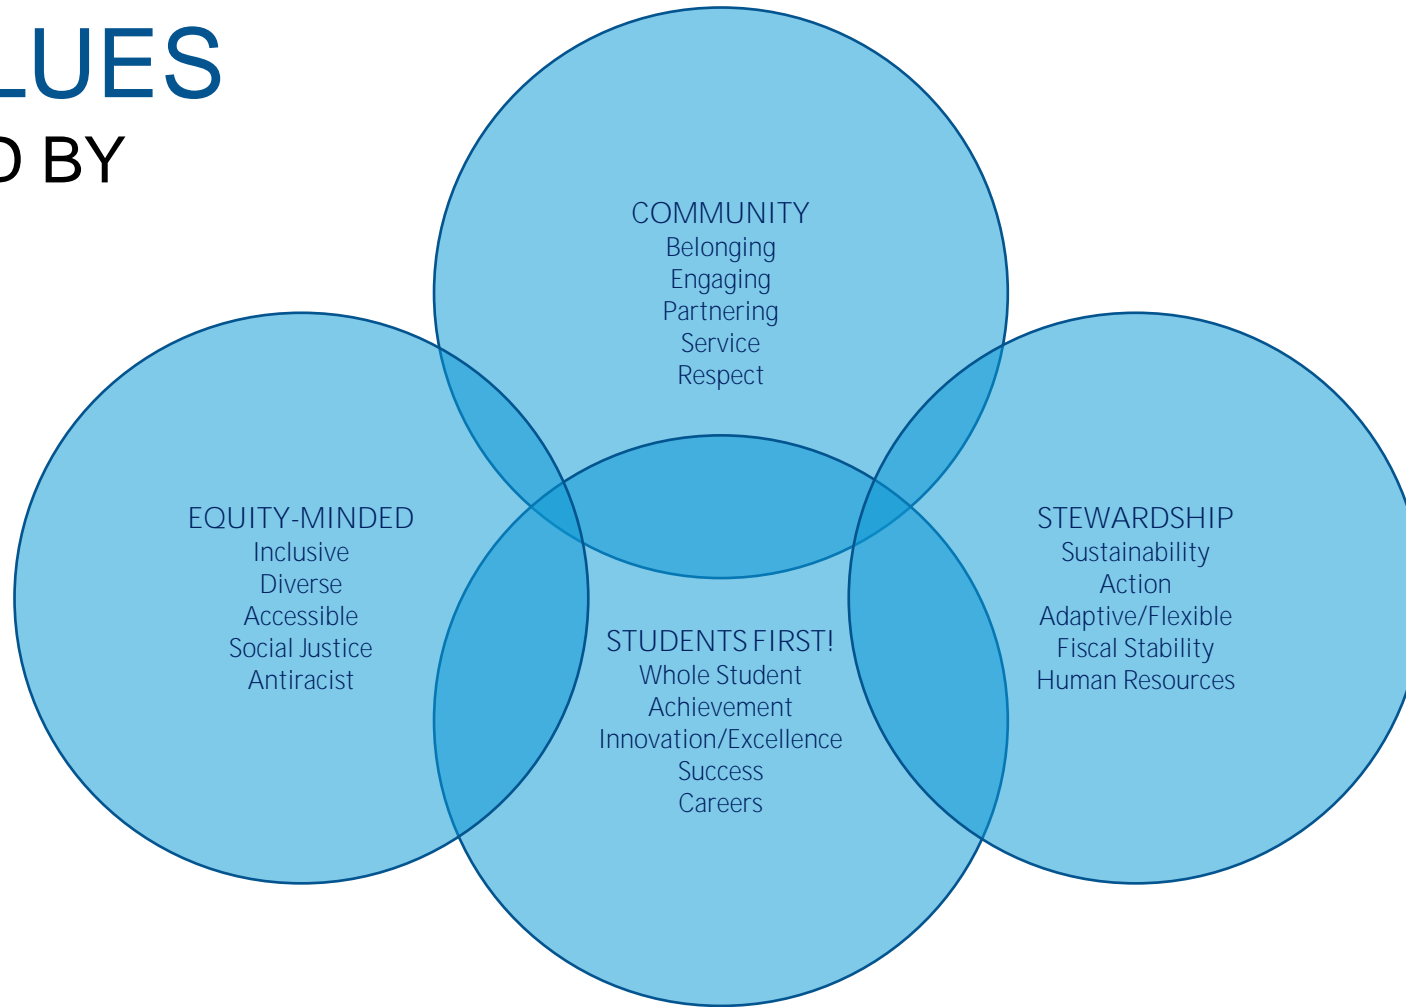 LUES
D BY
COMMUNITY
Belonging
Engaging
Partnering
Service
Respect
EQUITY-MINDED
Inclusive
Diverse
Accessible
Social Justice
Antiracist
STUDENTS FIRST!
Whole Student
Achievement
Innovation/Excellence
Success
Careers
STEWARDSHIP
Sustainability
Action
Adaptive/Flexible
Fiscal Stability
Human Resources